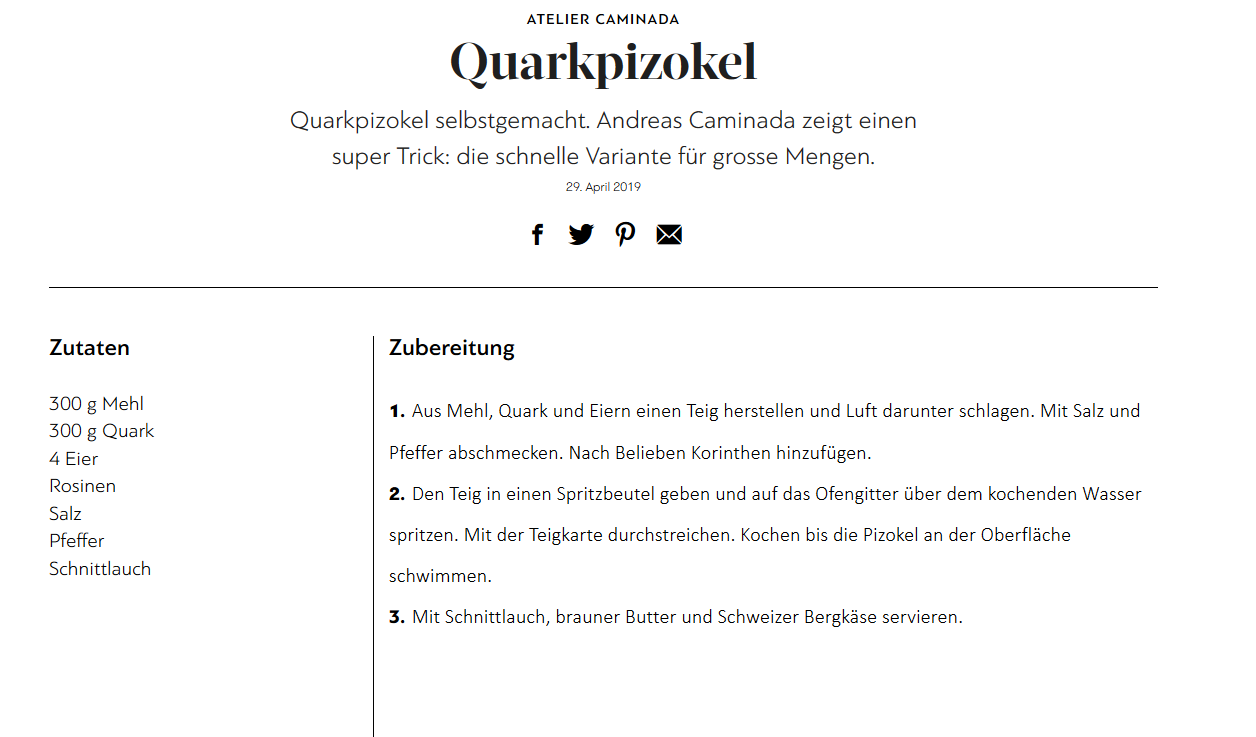 ATELIER CAMINADA
Quarkpizokel
Quarkpizokel selbstgemacht. Andreas Caminada zeigt einen
super Trick: die schnelle Variante für grosse Mengen.
29. April 2019
Zutaten
300 g Mehl
300 g Quark
4 Eier
Rosinen
Salz
Pfeffer
Schnittlauch
Zubereitung
1. Aus Mehl, Quark und Eiern einen Teig herstellen und Luft darunter schlagen. Mit Salz und
Pfeffer abschmecken. Nach Belieben Korinthen hinzufügen.
2. Den Teig in einen Spritzbeutel geben und auf das Ofengitter über dem kochenden Wasser
spritzen. Mit der Teigkarte durchstreichen. Kochen bis die Pizokel an der Oberfläche
schwimmen.
3. Mit Schnittlauch, brauner Butter und Schweizer Bergkäse servieren.